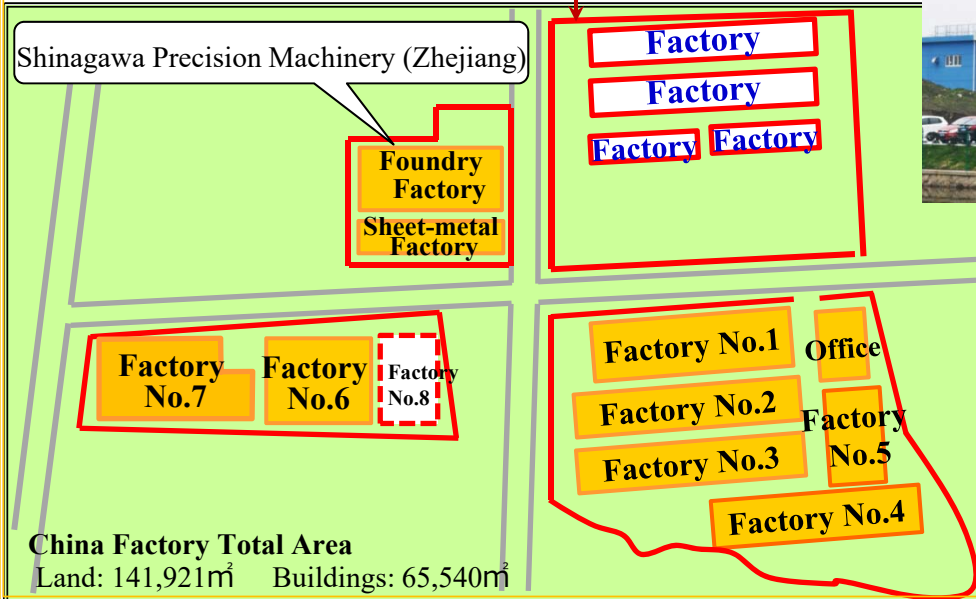 Shinagawa Precision Machinery (Zhejiang)
Foundry
Factory
Sheet-metal
Factory
Factory
Factory
Factory
Factory
Factory
No.7
Factory
No.6
Factory
No.8
Factory No.1
Office
Factory No.2
Factory No.3
Factory
No.5
Factory No.4
China Factory Total Area
Land: 141,921㎡ Buildings: 65,540㎡